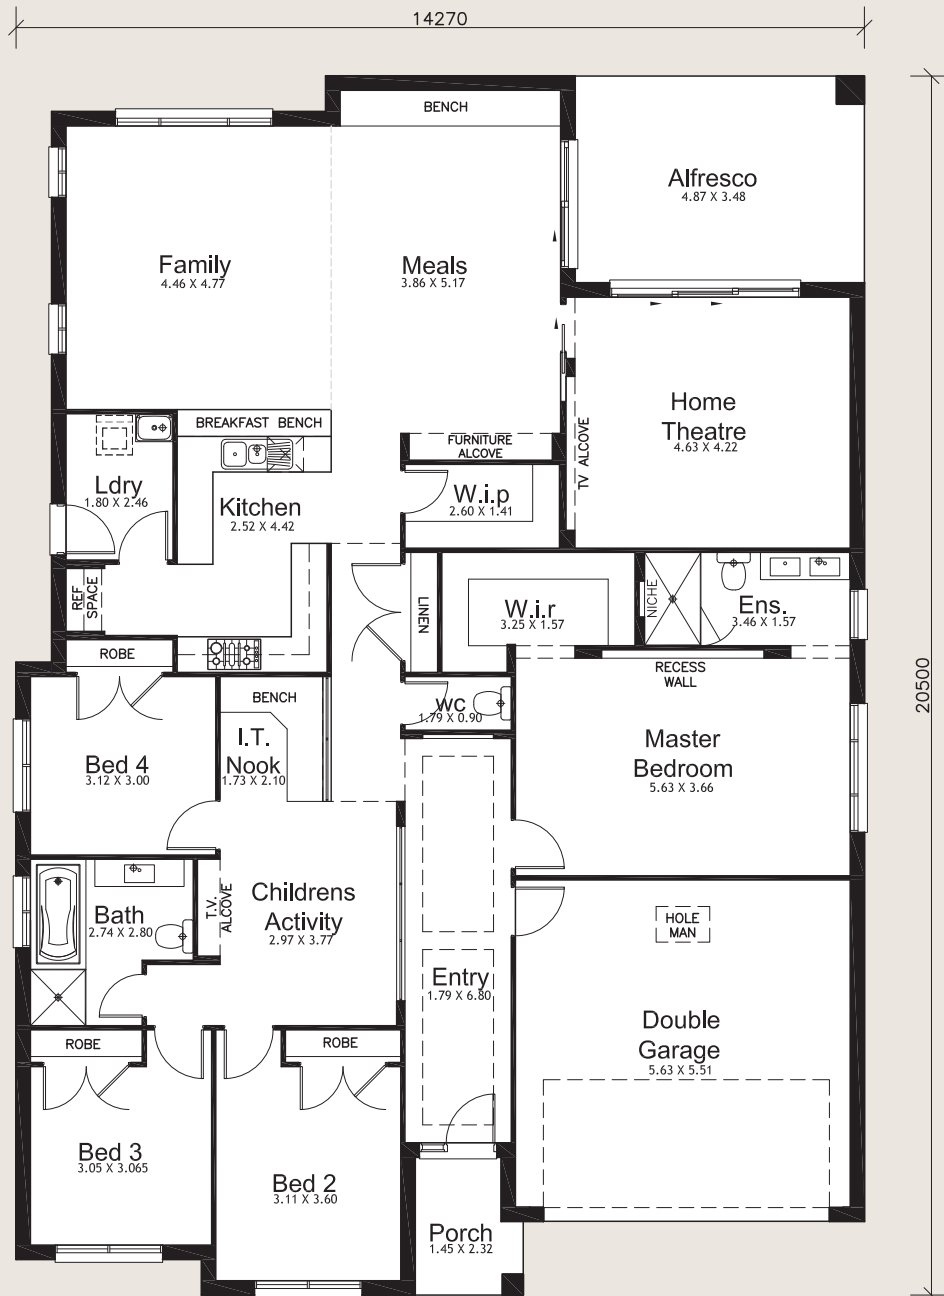 14270
BENCH
Alfresco
4.87 X 3.48
Family
4.46 X 4.77
Meals
3.86 X 5.17
Home
Theatre
4.63 X 4.22
BREAKFAST BENCH
FURNITURE
ALCOVE
TV ALCOVE
Ldry
1.80 X 2.46
Kitchen
2.52 X 4.42
W.i.p
2.60 X 1.41
REF
SPACE
LINEN
W.i.r
3.25 X 1.57
NICHE
Ens.
3.46 X 1.57
ROBE
RECESS
WALL
20500
BENCH
wc
1.79 X 0.90
I.T.
Nook
1.73 X 2.10
Bed 4
3.12 X 3.00
Master
Bedroom
5.63 X 3.66
T.V.
ALCOVE
Childrens
Activity
2.97 X 3.77
Bath
2.74 X 2.80
HOLE
MAN
Entry
1.79 X 6.80
Double
Garage
5.63 X 5.51
ROBE
ROBE
Bed 3
3.05 X 3.065
Bed 2
3.11 X 3.60
Porch
1.45 X 2.32